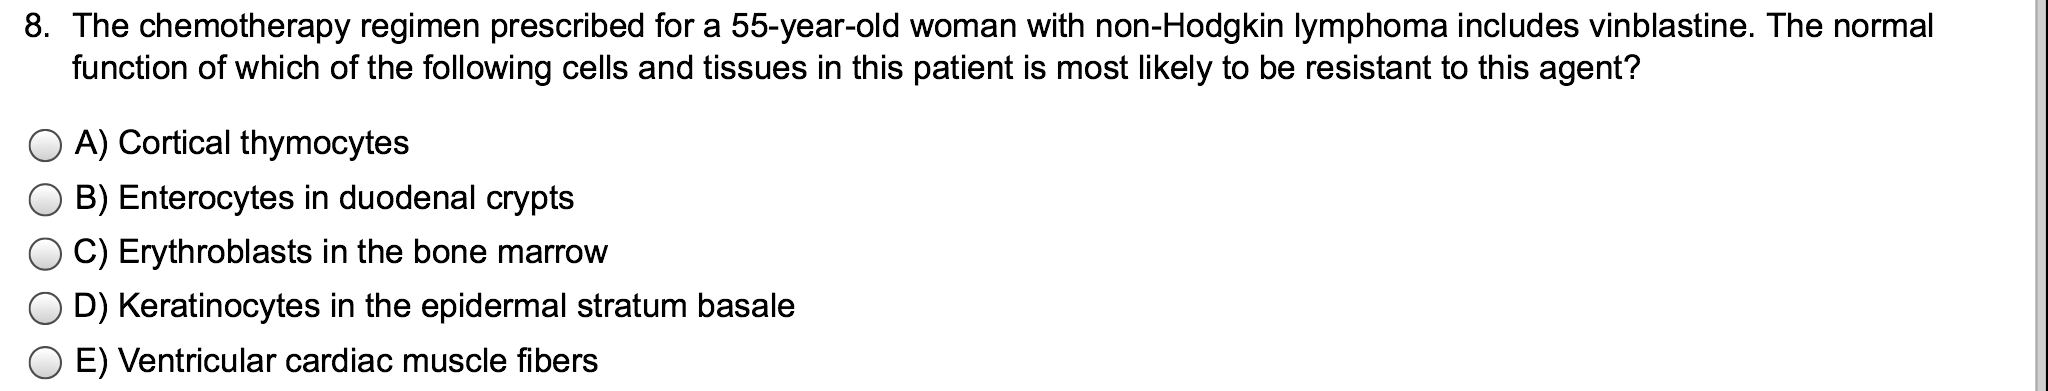 8. The chemotherapy regimen prescribed for a 55-year-old woman with non-Hodgkin lymphoma includes vinblastine. The normal
function of which of the following cells and tissues in this patient is most likely to be resistant to this agent?
A) Cortical thymocytes
B) Enterocytes in duodenal crypts
C) Erythroblasts in the bone marrow
D) Keratinocytes in the epidermal stratum basale
E) Ventricular cardiac muscle fibers